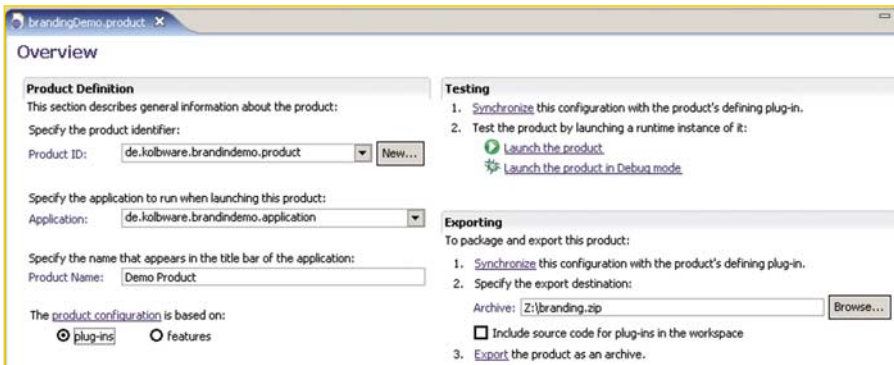 brandingDemo.product
Overview
Product Definition
This section describes general information about the product:
Specify the product identifier:
Product ID: de.kolbware.brandindemo.product New...
Specify the application to run when launching this product:
Application: de.kolbware.brandindemo.application
Specify the name that appears in the title bar of the application:
Product Name: Demo Product
The product configuration is based on:
plug-ins features
Testing
1. Synchronize this configuration with the product's defining plug-in.
2. Test the product by launching a runtime instance of it:
Launch the product
Launch the product in Debug mode
Exporting
To package and export this product:
1. Synchronize this configuration with the product's defining plug-in.
2. Specify the export destination:
Archive: Z:\branding.zip Browse...
Include source code for plug-ins in the workspace
3. Export the product as an archive.